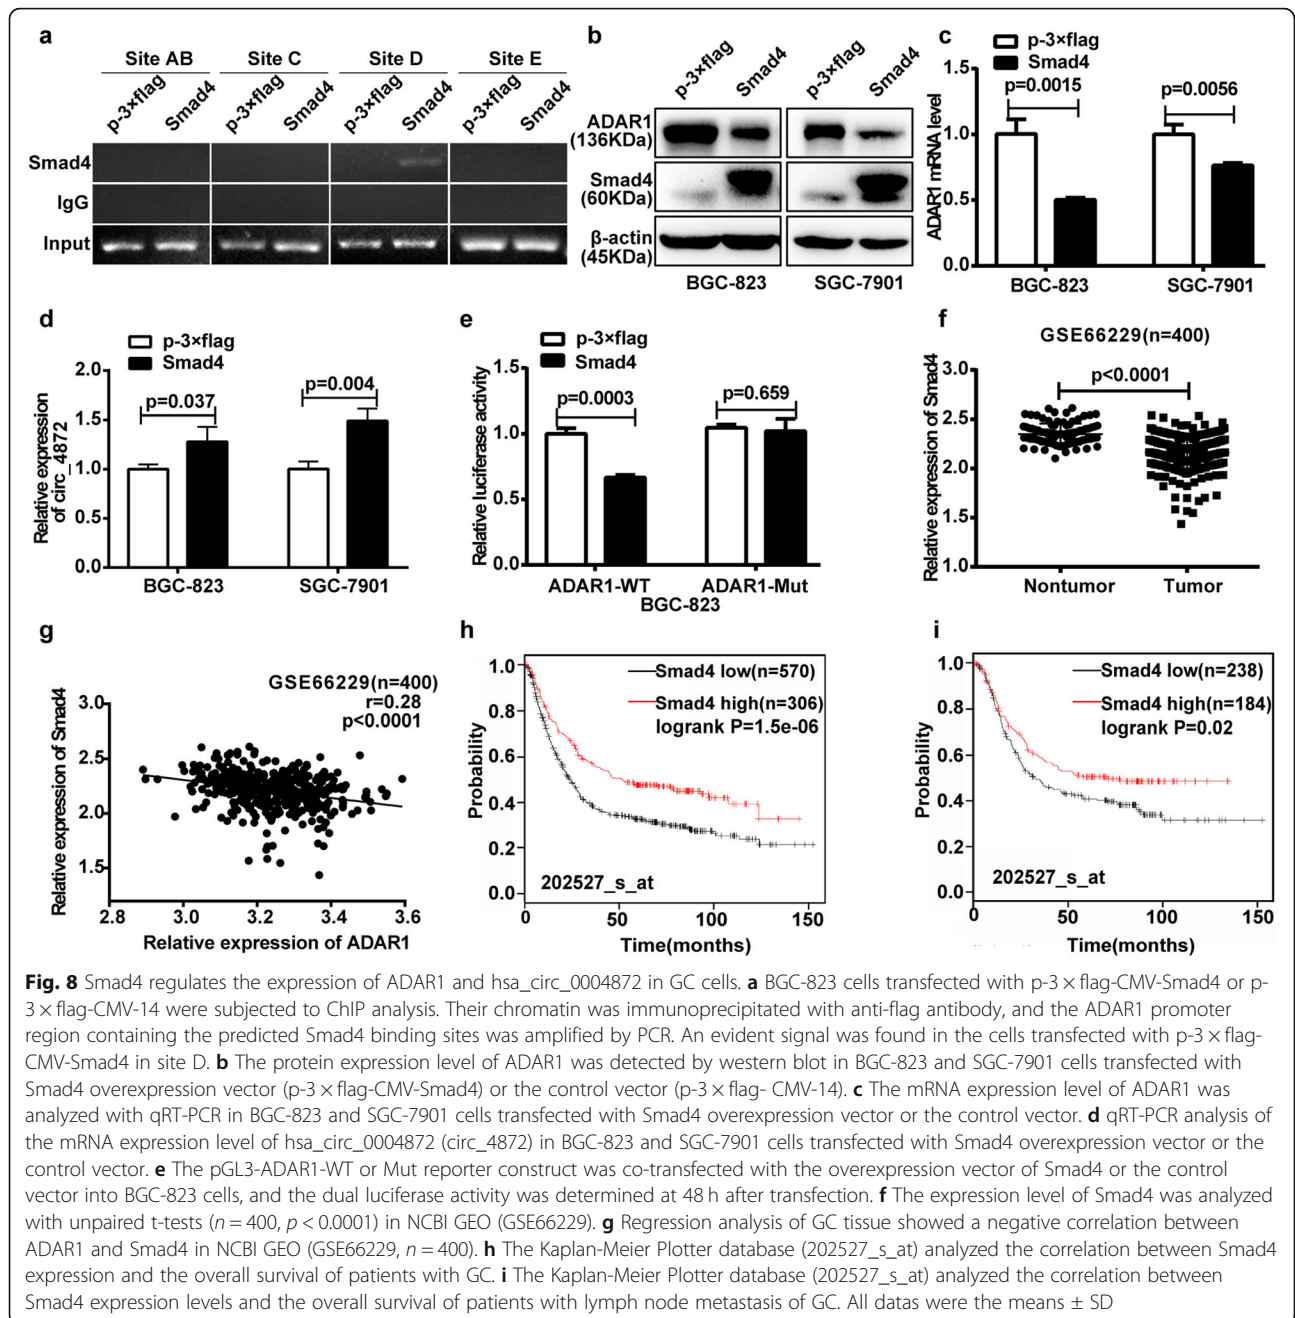 a
Site AB Site C Site D Site E
p-3×flag Smad4 p-3×flag Smad4 p-3×flag Smad4 p-3×flag Smad4
Smad4
IgG
Input
b
p-3×flag Smad4 p-3×flag Smad4
ADAR1
(136KDa)
Smad4
(60KDa)
β-actin
(45KDa)
BGC-823 SGC-7901
c
p-3×flag
Smad4
ADAR1 mRNA level
1.5
1.0
0.5
0.0
p=0.0015
p=0.0056
BGC-823 SGC-7901
d
p-3×flag
Smad4
Relative expression
of circ_4872
2.0
1.5
1.0
0.5
0.0
p=0.037
p=0.004
BGC-823 SGC-7901
e
p-3×flag
Smad4
Relative luciferase activity
1.5
1.0
0.5
0.0
p=0.0003
p=0.659
ADAR1-WT ADAR1-Mut
BGC-823
f
GSE66229(n=400)
p<0.0001
Relative expression of Smad4
3.0
2.5
2.0
1.5
1.0
Nontumor Tumor
g
GSE66229(n=400)
r=0.28
p<0.0001
Relative expression of Smad4
3.0
2.5
2.0
1.5
2.8 3.0 3.2 3.4 3.6
Relative expression of ADAR1
h
Smad4 low(n=570)
Smad4 high(n=306)
logrank P=1.5e-06
Probability
1.0
0.8
0.6
0.4
0.2
0.0
202527_s_at
0 50 100 150
Time(months)
i
Smad4 low(n=238)
Smad4 high(n=184)
logrank P=0.02
Probability
1.0
0.8
0.6
0.4
0.2
0.0
202527_s_at
0 50 100 150
Time(months)
Fig. 8 Smad4 regulates the expression of ADAR1 and hsa_circ_0004872 in GC cells. a BGC-823 cells transfected with p-3 × flag-CMV-Smad4 or p-
3 × flag-CMV-14 were subjected to ChIP analysis. Their chromatin was immunoprecipitated with anti-flag antibody, and the ADAR1 promoter
region containing the predicted Smad4 binding sites was amplified by PCR. An evident signal was found in the cells transfected with p-3 × flag-
CMV-Smad4 in site D. b The protein expression level of ADAR1 was detected by western blot in BGC-823 and SGC-7901 cells transfected with
Smad4 overexpression vector (p-3 × flag-CMV-Smad4) or the control vector (p-3 × flag- CMV-14). c The mRNA expression level of ADAR1 was
analyzed with qRT-PCR in BGC-823 and SGC-7901 cells transfected with Smad4 overexpression vector or the control vector. d qRT-PCR analysis of
the mRNA expression level of hsa_circ_0004872 (circ_4872) in BGC-823 and SGC-7901 cells transfected with Smad4 overexpression vector or the
control vector. e The pGL3-ADAR1-WT or Mut reporter construct was co-transfected with the overexpression vector of Smad4 or the control
vector into BGC-823 cells, and the dual luciferase activity was determined at 48 h after transfection. f The expression level of Smad4 was analyzed
with unpaired t-tests (n = 400, p < 0.0001) in NCBI GEO (GSE66229). g Regression analysis of GC tissue showed a negative correlation between
ADAR1 and Smad4 in NCBI GEO (GSE66229, n = 400). h The Kaplan-Meier Plotter database (202527_s_at) analyzed the correlation between Smad4
expression and the overall survival of patients with GC. i The Kaplan-Meier Plotter database (202527_s_at) analyzed the correlation between
Smad4 expression levels and the overall survival of patients with lymph node metastasis of GC. All datas were the means ± SD